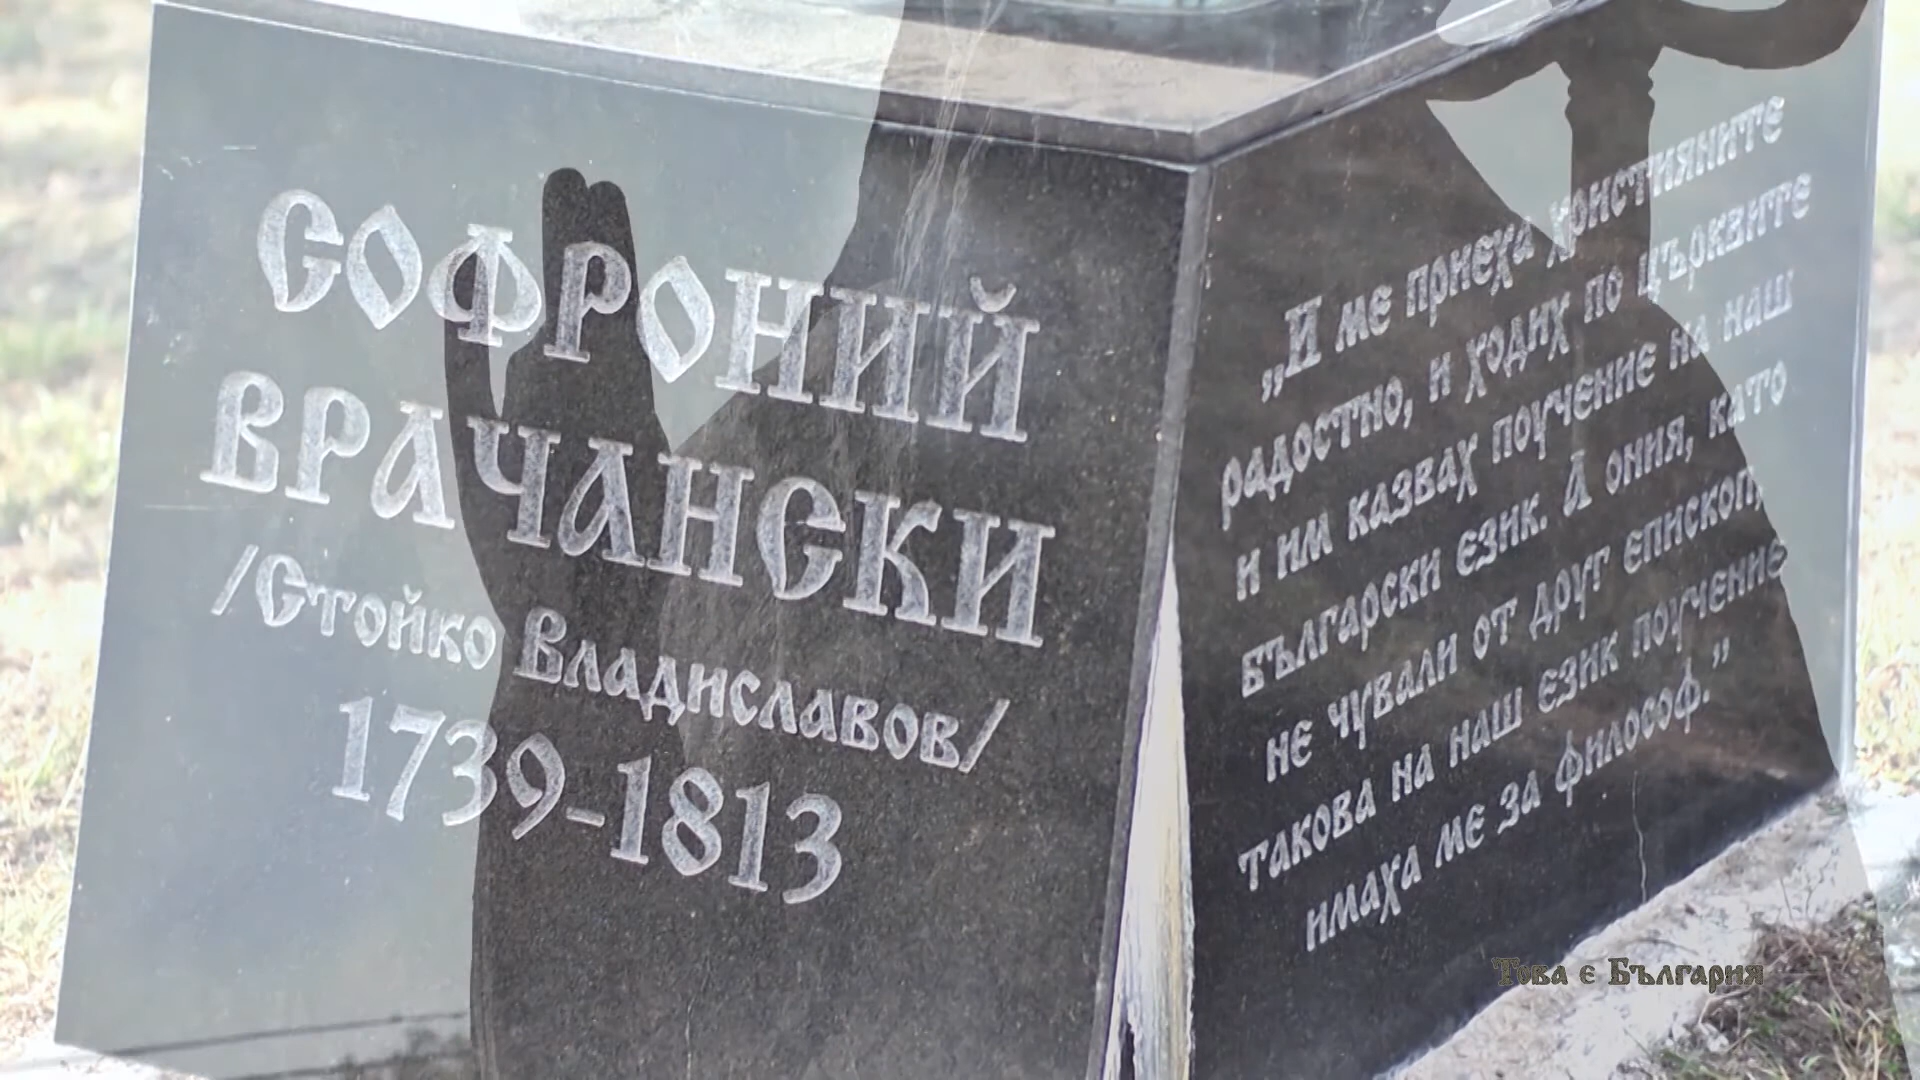 СОФРОНИЙ
ВРАЧАНСКИ
/Стойко Владиславов/
1739-1813
„И ме приеха християните
радостно, и ходих по църквите
и им казвах поучение на наш
български език. А ония, като
не чували от друг епископ,
такова на наш език поучение
имаха ме за философ.”
Това е България